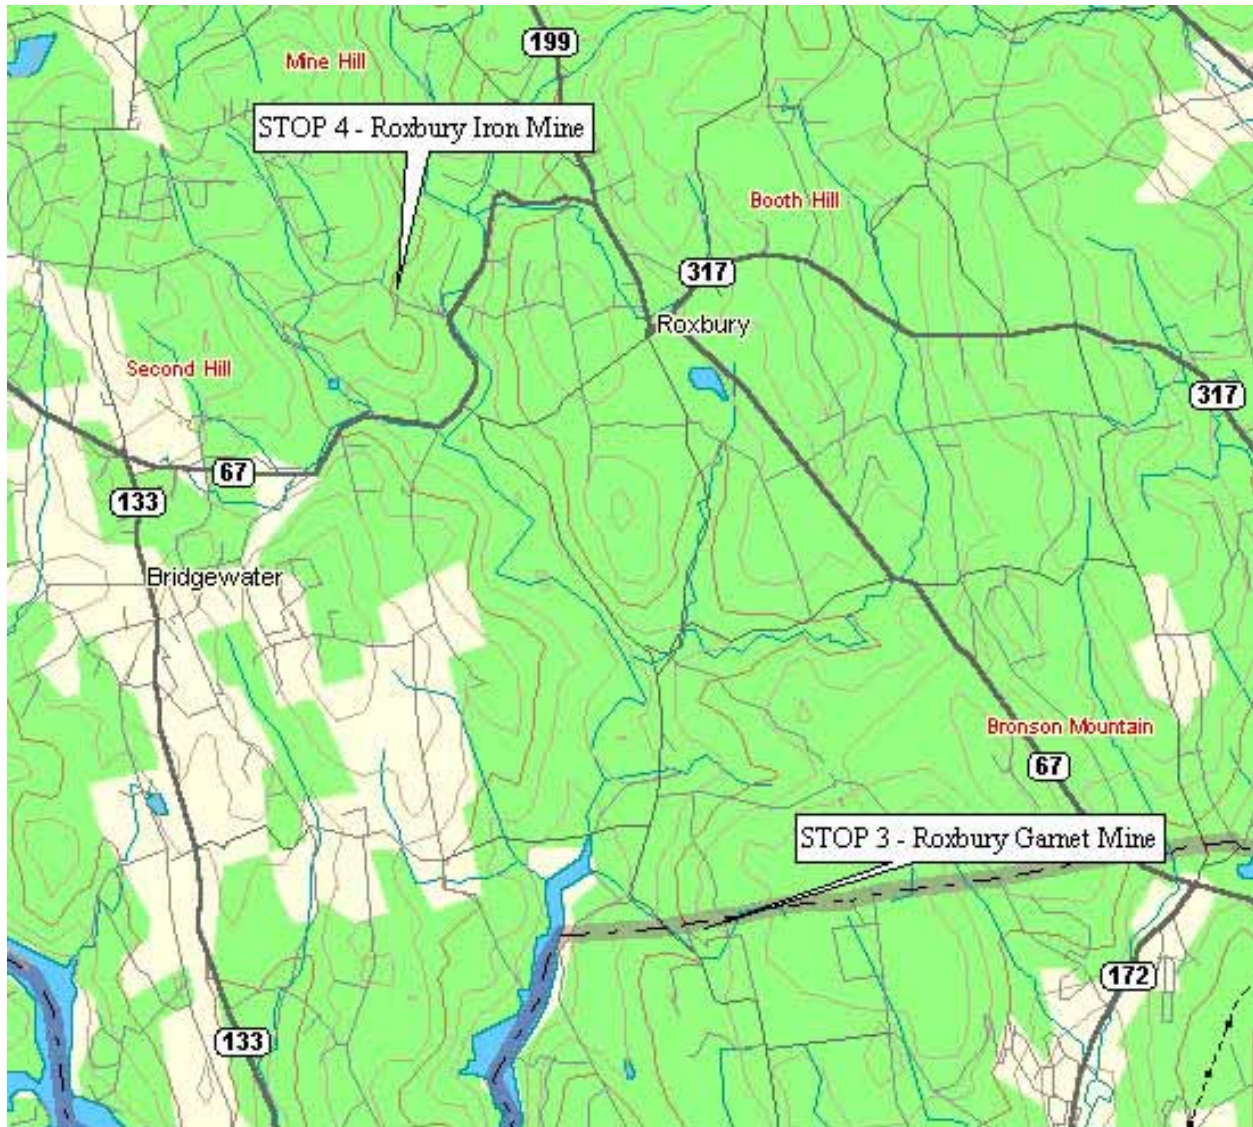 199
Mine Hill
STOP 4 - Roxbury Iron Mine
Booth Hill
317
Roxbury
Second Hill
317
67
133
Bridgewater
Bronson Mountain
67
STOP 3 - Roxbury Garnet Mine
172
133